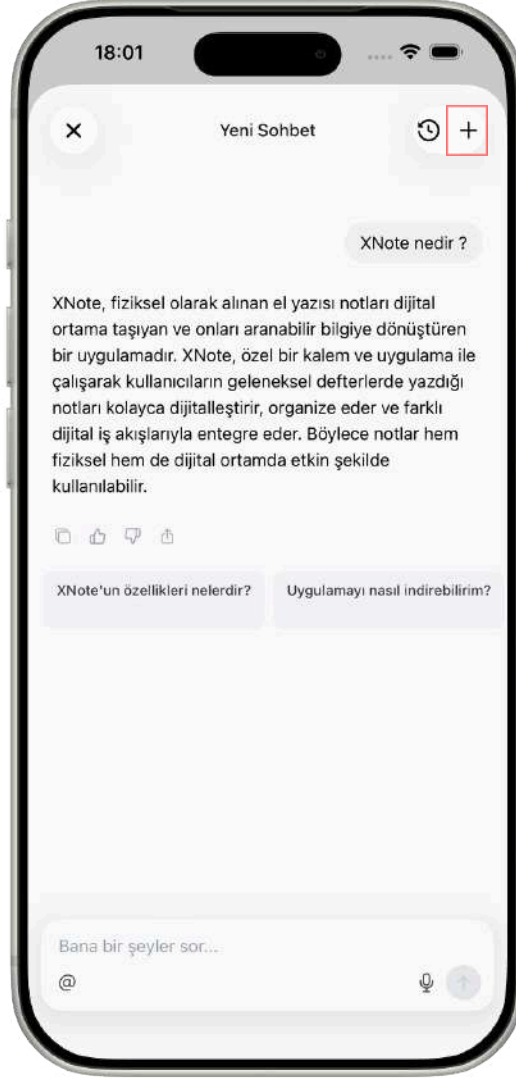 18:01
Yeni Sohbet
XNote nedir ?
XNote, fiziksel olarak alınan el yazısı notları dijital
ortama taşıyan ve onları aranabilir bilgiye dönüştüren
bir uygulamadır. XNote, özel bir kalem ve uygulama ile
çalışarak kullanıcıların geleneksel defterlerde yazdığı
notları kolayca dijitalleştirir, organize eder ve farklı
dijital iş akışlarıyla entegre eder. Böylece notlar hem
fiziksel hem de dijital ortamda etkin şekilde
kullanılabilir.
XNote'un özellikleri nelerdir?
Uygulamayı nasıl indirebilirim?
Bana bir şeyler sor...
@